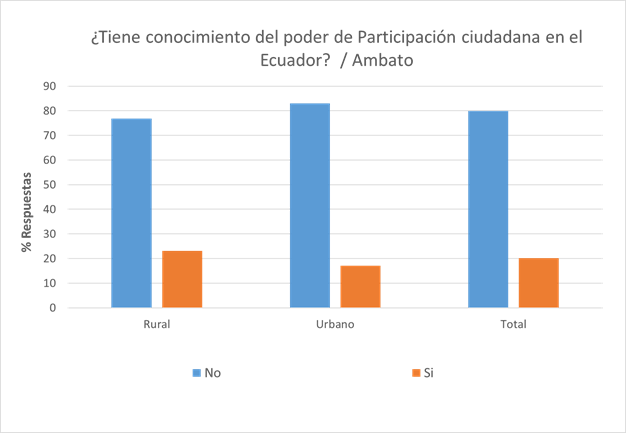 ¿Tiene conocimiento del poder de Participación ciudadana en el
Ecuador?  / Ambato
90
80
70
60
50
40
30
20
10
0
% Respuestas
Rural
Urbano
Total
No
Si